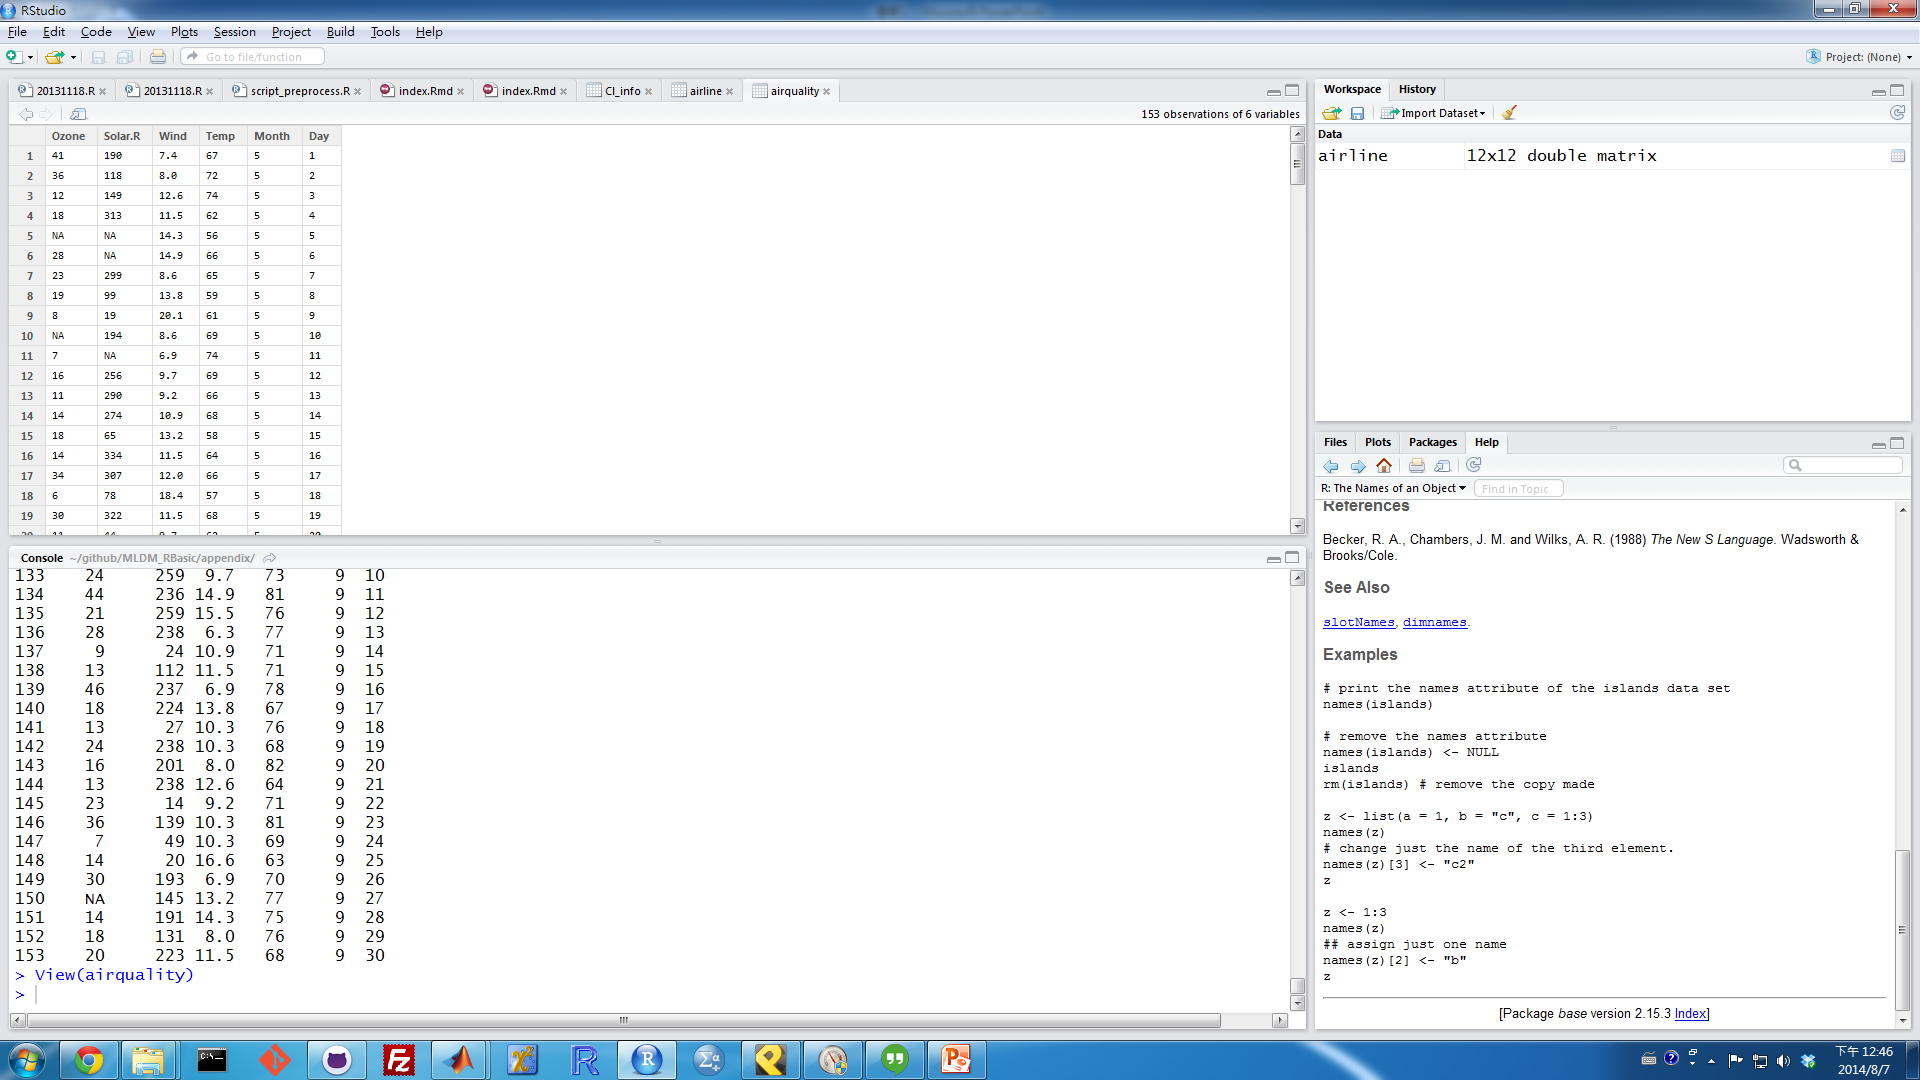 RStudio
File Edit Code View Plots Session Project Build Tools Help
Go to file/function
Project: (None)
20131118.R
20131118.R
script_preprocess.R
index.Rmd
index.Rmd
CI_info
airline
airquality
153 observations of 6 variables
Ozone Solar.R Wind Temp Month Day
1 41 190 7.4 67 5 1
2 36 118 8.0 72 5 2
3 12 149 12.6 74 5 3
4 18 313 11.5 62 5 4
5 NA NA 14.3 56 5 5
6 28 NA 14.9 66 5 6
7 23 299 8.6 65 5 7
8 19 99 13.8 59 5 8
9 8 19 20.1 61 5 9
10 NA 194 8.6 69 5 10
11 7 NA 6.9 74 5 11
12 16 256 9.7 69 5 12
13 11 290 9.2 66 5 13
14 14 274 10.9 68 5 14
15 18 65 13.2 58 5 15
16 14 334 11.5 64 5 16
17 34 307 12.0 66 5 17
18 6 78 18.4 57 5 18
19 30 322 11.5 68 5 19
Console ~/github/MLDM_RBasic/appendix/
133 24 259 9.7 73 9 10
134 44 236 14.9 81 9 11
135 21 259 15.5 76 9 12
136 28 238 6.3 77 9 13
137 9 24 10.9 71 9 14
138 13 112 11.5 71 9 15
139 46 237 6.9 78 9 16
140 18 224 13.8 67 9 17
141 13 27 10.3 76 9 18
142 24 238 10.3 68 9 19
143 16 201 8.0 82 9 20
144 13 238 12.6 64 9 21
145 23 14 9.2 71 9 22
146 36 139 10.3 81 9 23
147 7 49 10.3 69 9 24
148 14 20 16.6 63 9 25
149 30 193 6.9 70 9 26
150 NA 145 13.2 77 9 27
151 14 191 14.3 75 9 28
152 18 131 8.0 76 9 29
153 20 223 11.5 68 9 30
> View(airquality)
>
Workspace History
Import Dataset
Data
airline 12x12 double matrix
Files Plots Packages Help
R: The Names of an Object
Find in Topic
References
Becker, R. A., Chambers, J. M. and Wilks, A. R. (1988) The New S Language. Wadsworth &
Brooks/Cole.
See Also
slotNames, dimnames.
Examples
# print the names attribute of the islands data set
names(islands)
# remove the names attribute
names(islands) <- NULL
islands
rm(islands) # remove the copy made
z <- list(a = 1, b = "c", c = 1:3)
names(z)
# change just the name of the third element.
names(z)[3] <- "c2"
z
z <- 1:3
names(z)
## assign just one name
names(z)[2] <- "b"
z
[Package base version 2.15.3 Index]
下午 12:46
2014/8/7